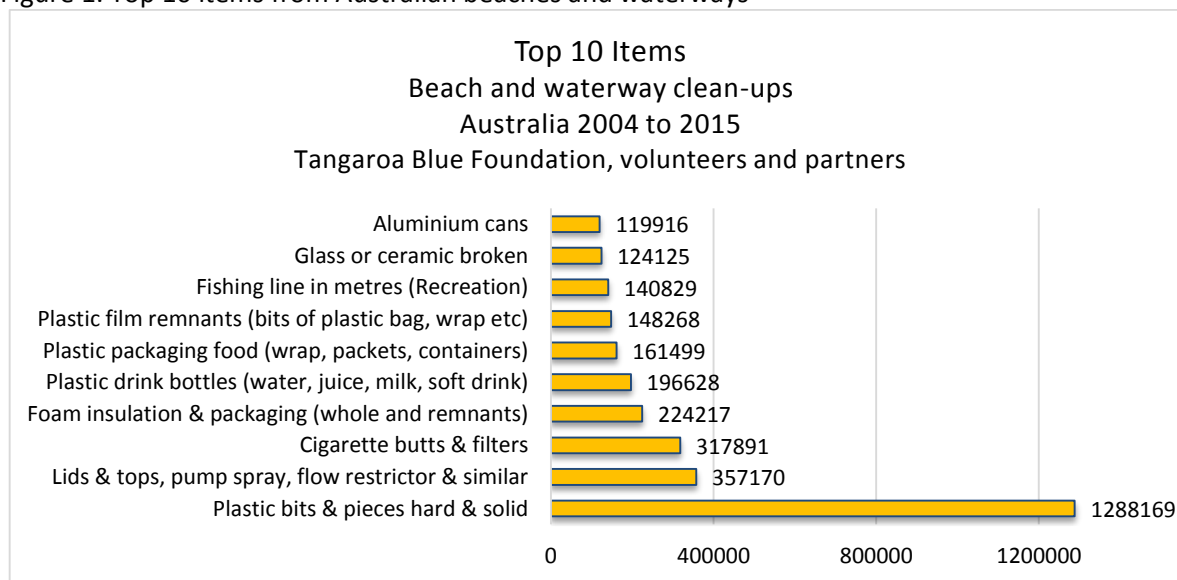 Figure 1: Top 10 items from Australian beaches and waterways
Top 10 Items
Beach and waterway clean-ups
Australia 2004 to 2015
Tangaroa Blue Foundation, volunteers and partners
Aluminium cans 119916
Glass or ceramic broken 124125
Fishing line in metres (Recreation) 140829
Plastic film remnants (bits of plastic bag, wrap etc) 148268
Plastic packaging food (wrap, packets, containers) 161499
Plastic drink bottles (water, juice, milk, soft drink) 196628
Foam insulation & packaging (whole and remnants) 224217
Cigarette butts & filters 317891
Lids & tops, pump spray, flow restrictor & similar 357170
Plastic bits & pieces hard & solid 1288169
0 400000 800000 1200000